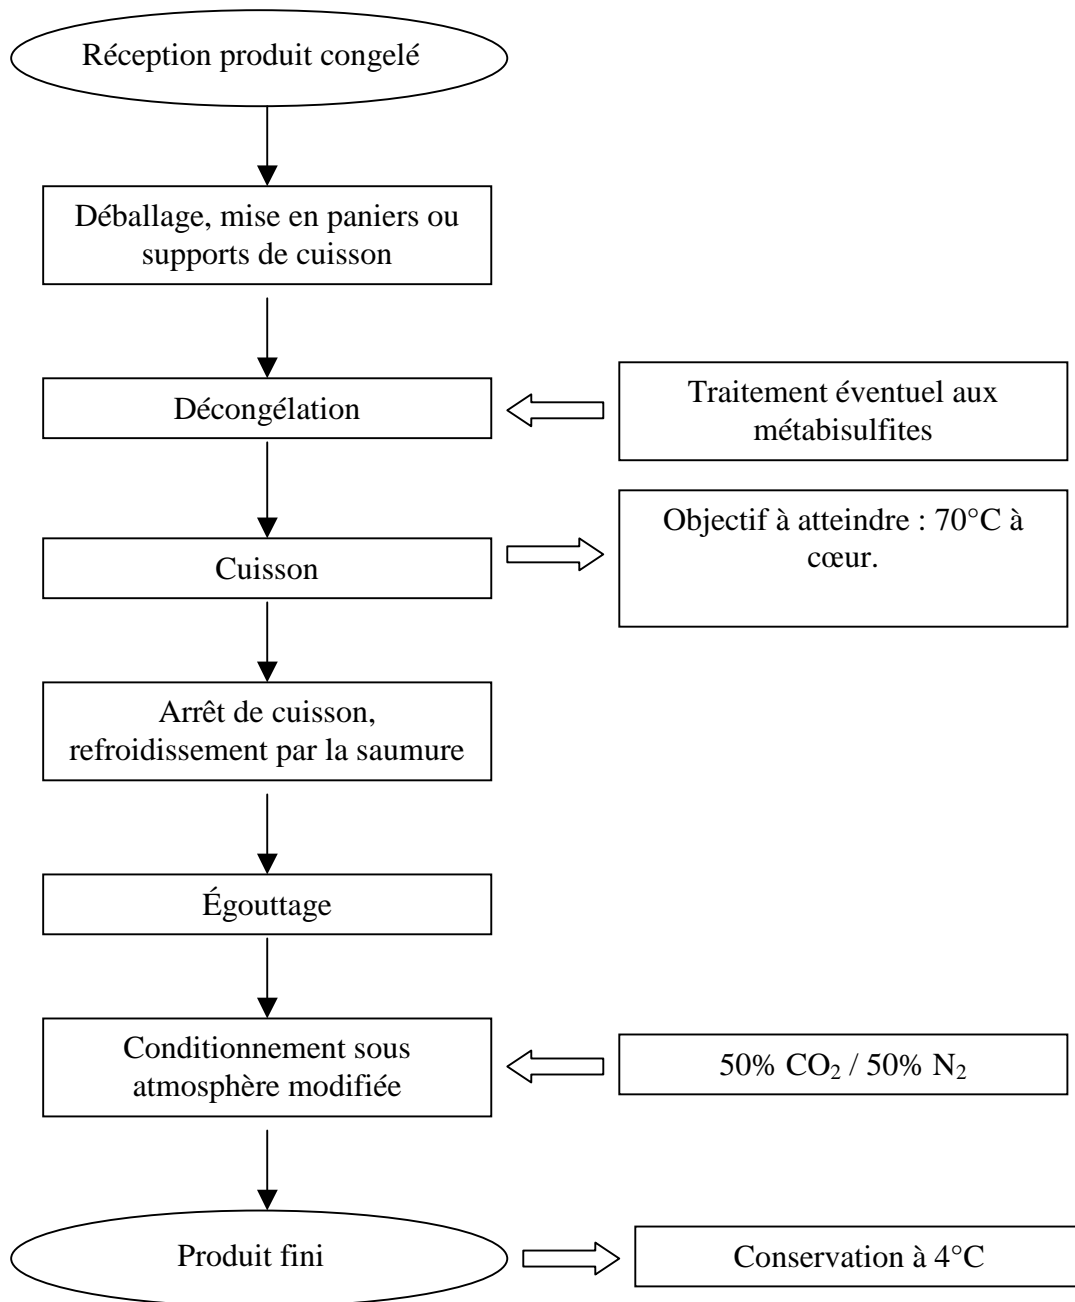 Réception produit congelé
Déballage, mise en paniers ou
supports de cuisson
Décongélation
Traitement éventuel aux
métabisulfites
Cuisson
Objectif à atteindre : 70°C à
cœur.
Arrêt de cuisson,
refroidissement par la saumure
Égouttage
Conditionnement sous
atmosphère modifiée
50% CO₂ / 50% N₂
Produit fini
Conservation à 4°C